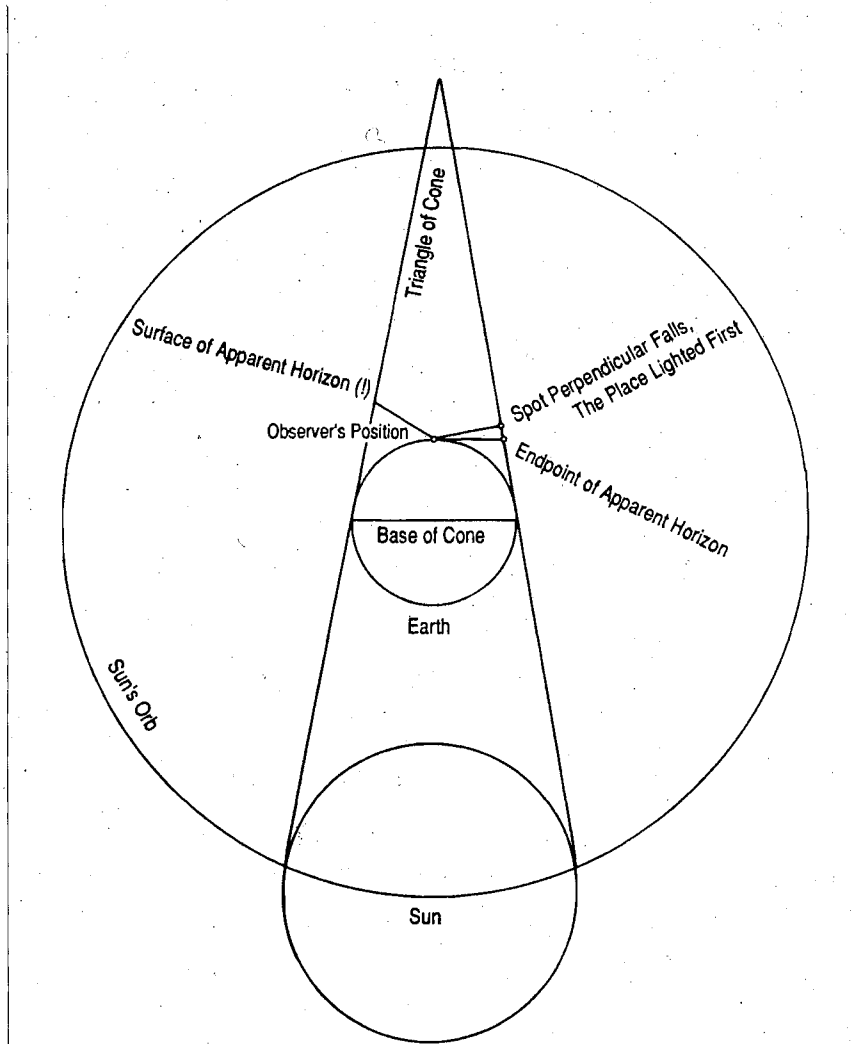 Triangle of Cone
Surface of Apparent Horizon (!)
Spot Perpendicular Falls,
The Place Lighted First
Observer's Position
Endpoint of Apparent Horizon
Base of Cone
Earth
Sun's Orb
Sun